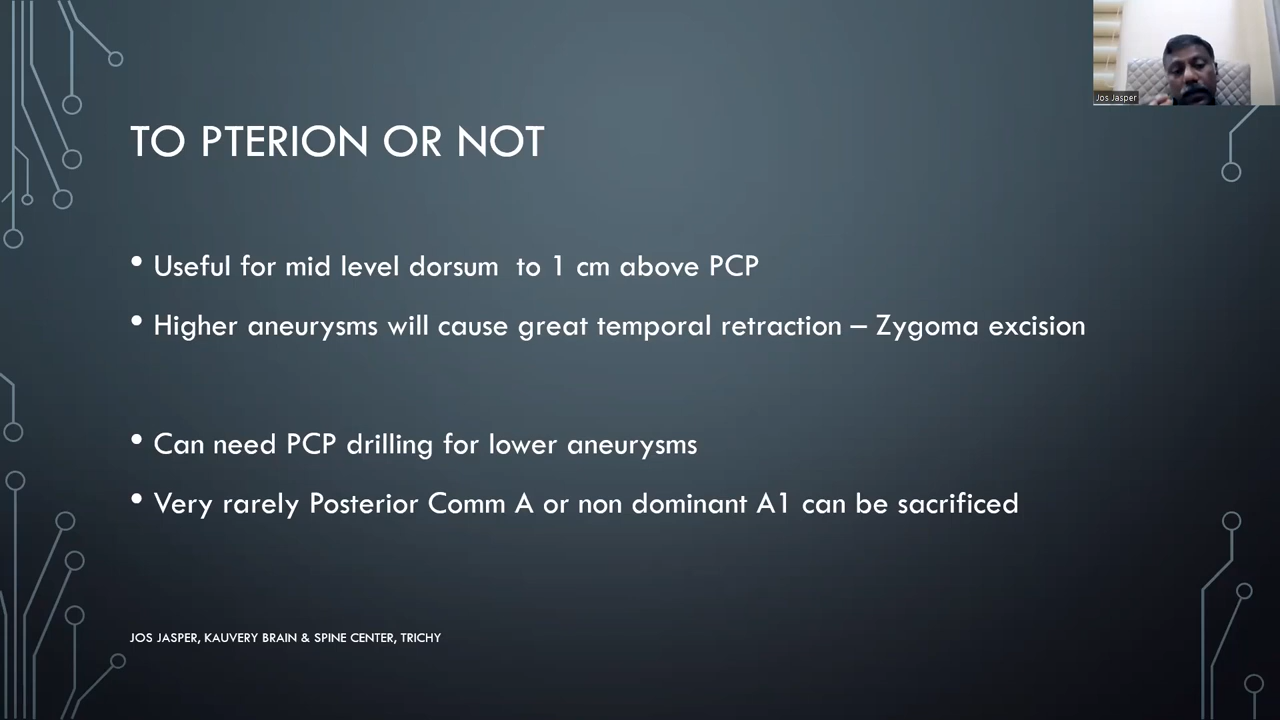 Jos Jasper
TO PTERION OR NOT
• Useful for mid level dorsum  to 1 cm above PCP
• Higher aneurysms will cause great temporal retraction – Zygoma excision
• Can need PCP drilling for lower aneurysms
• Very rarely Posterior Comm A or non dominant A1 can be sacrificed
JOS JASPER, KAUVERY BRAIN & SPINE CENTER, TRICHY